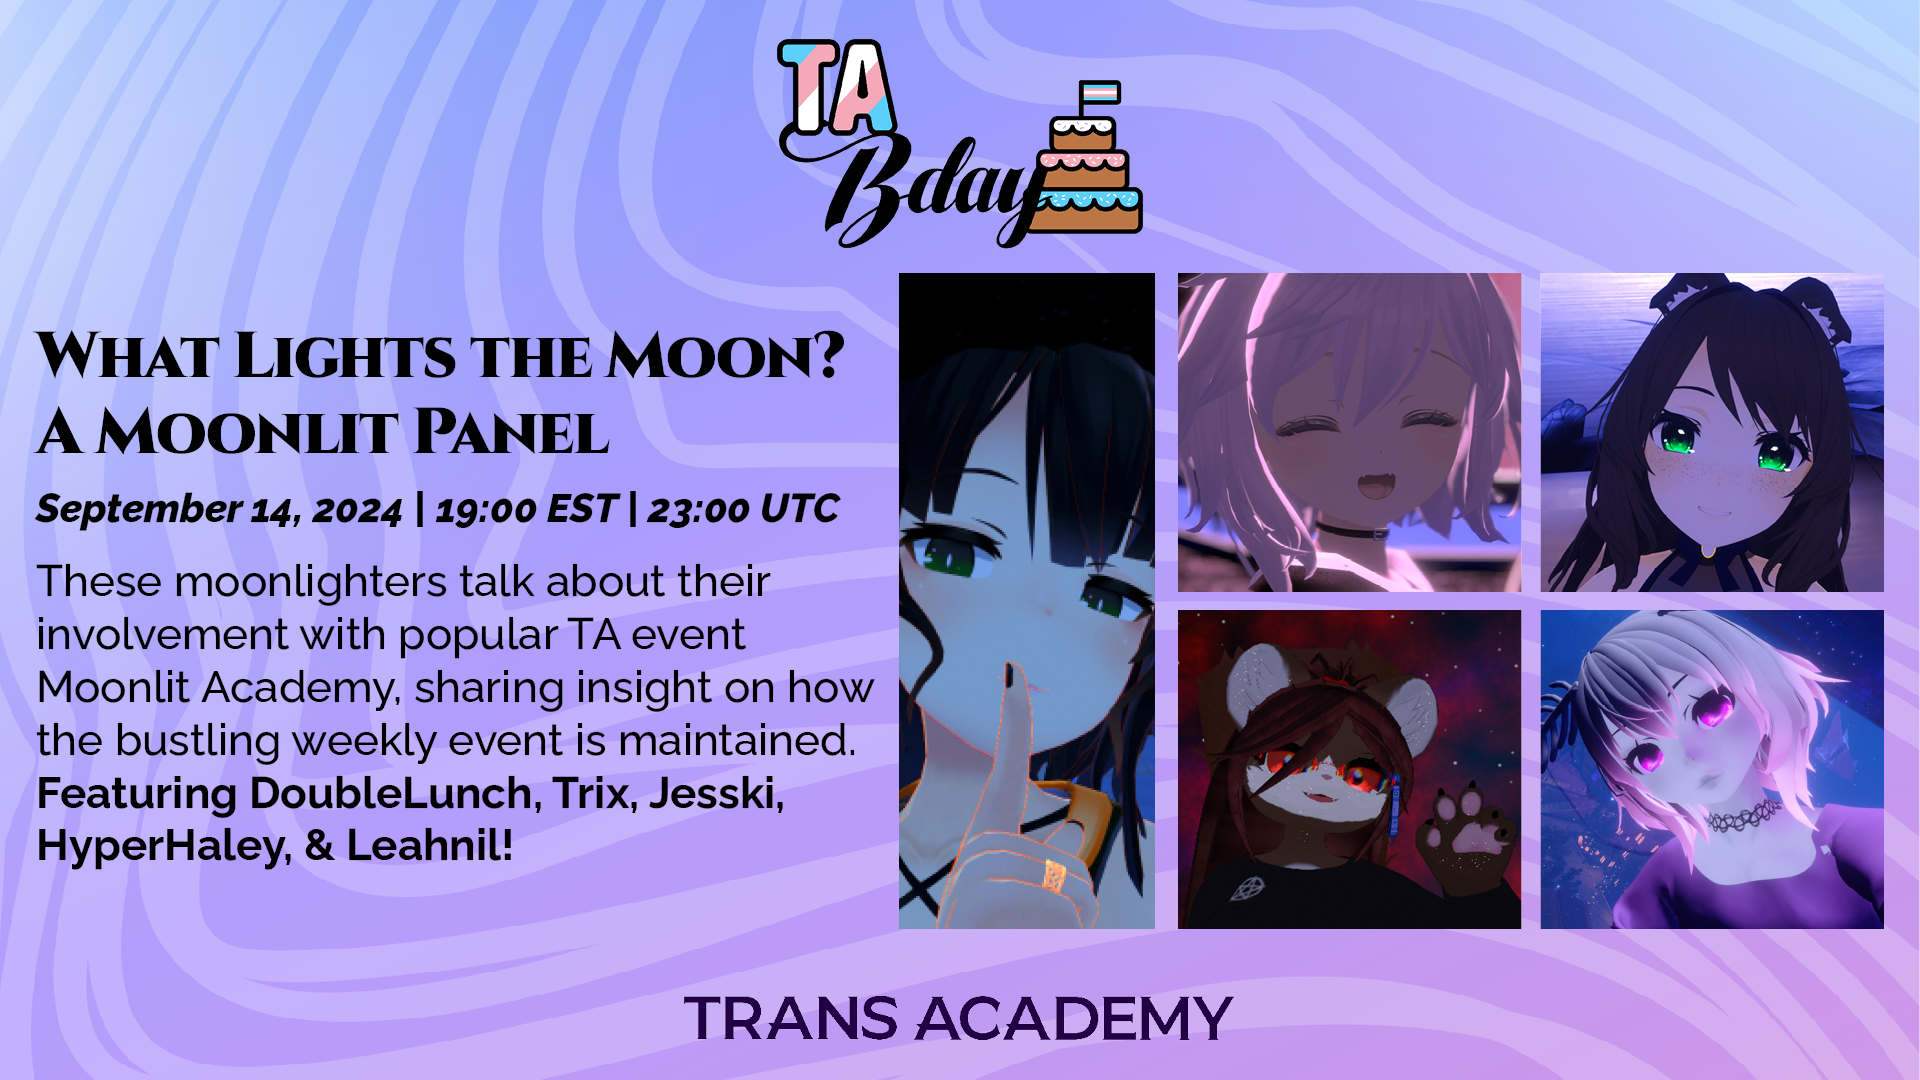 TA
Bday
What Lights the Moon?
A Moonlit Panel
September 14, 2024 | 19:00 EST | 23:00 UTC
These moonlighters talk about their
involvement with popular TA event
Moonlit Academy, sharing insight on how
the bustling weekly event is maintained.
Featuring DoubleLunch, Trix, Jesski,
HyperHaley, & Leahnil!
TRANS ACADEMY